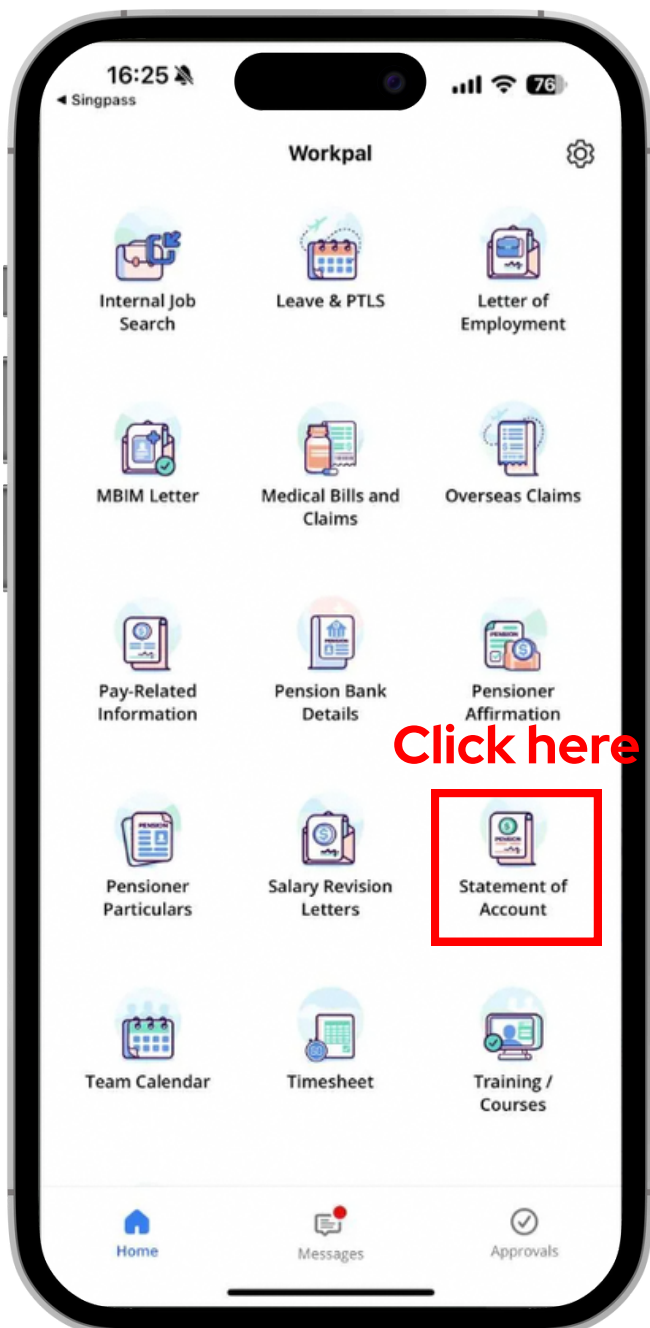 16:25
76
◀ Singpass
Workpal
Internal Job
Search
Leave & PTLS
Letter of
Employment
MBIM Letter
Medical Bills and
Claims
Overseas Claims
Pay-Related
Information
Pension Bank
Details
Pensioner
Affirmation
Click here
Pensioner
Particulars
Salary Revision
Letters
Statement of
Account
Team Calendar
Timesheet
Training /
Courses
Home
Messages
Approvals